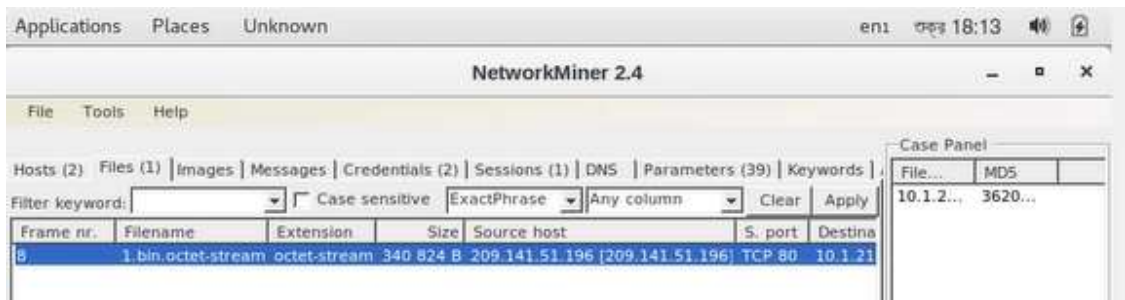 Applications Places Unknown en1 শুক্র 18:13
NetworkMiner 2.4
File Tools Help
Case Panel
Hosts (2) Files (1) Images Messages Credentials (2) Sessions (1) DNS Parameters (39) Keywords
File... MD5
Filter keyword: Case sensitive ExactPhrase Any column Clear Apply
10.1.2... 3620...
Frame nr. Filename Extension Size Source host S. port Destina
8 1.bin.octet-stream octet-stream 340 824 B 209.141.51.196 [209.141.51.196] TCP 80 10.1.21